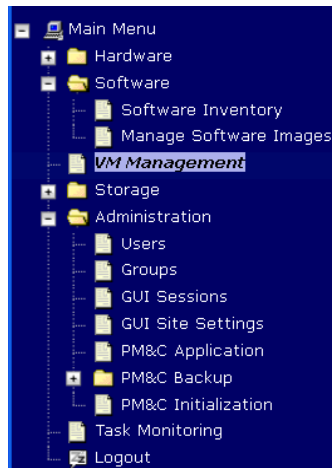 Main Menu
Hardware
Software
Software Inventory
Manage Software Images
VM Management
Storage
Administration
Users
Groups
GUI Sessions
GUI Site Settings
PM&C Application
PM&C Backup
PM&C Initialization
Task Monitoring
Logout